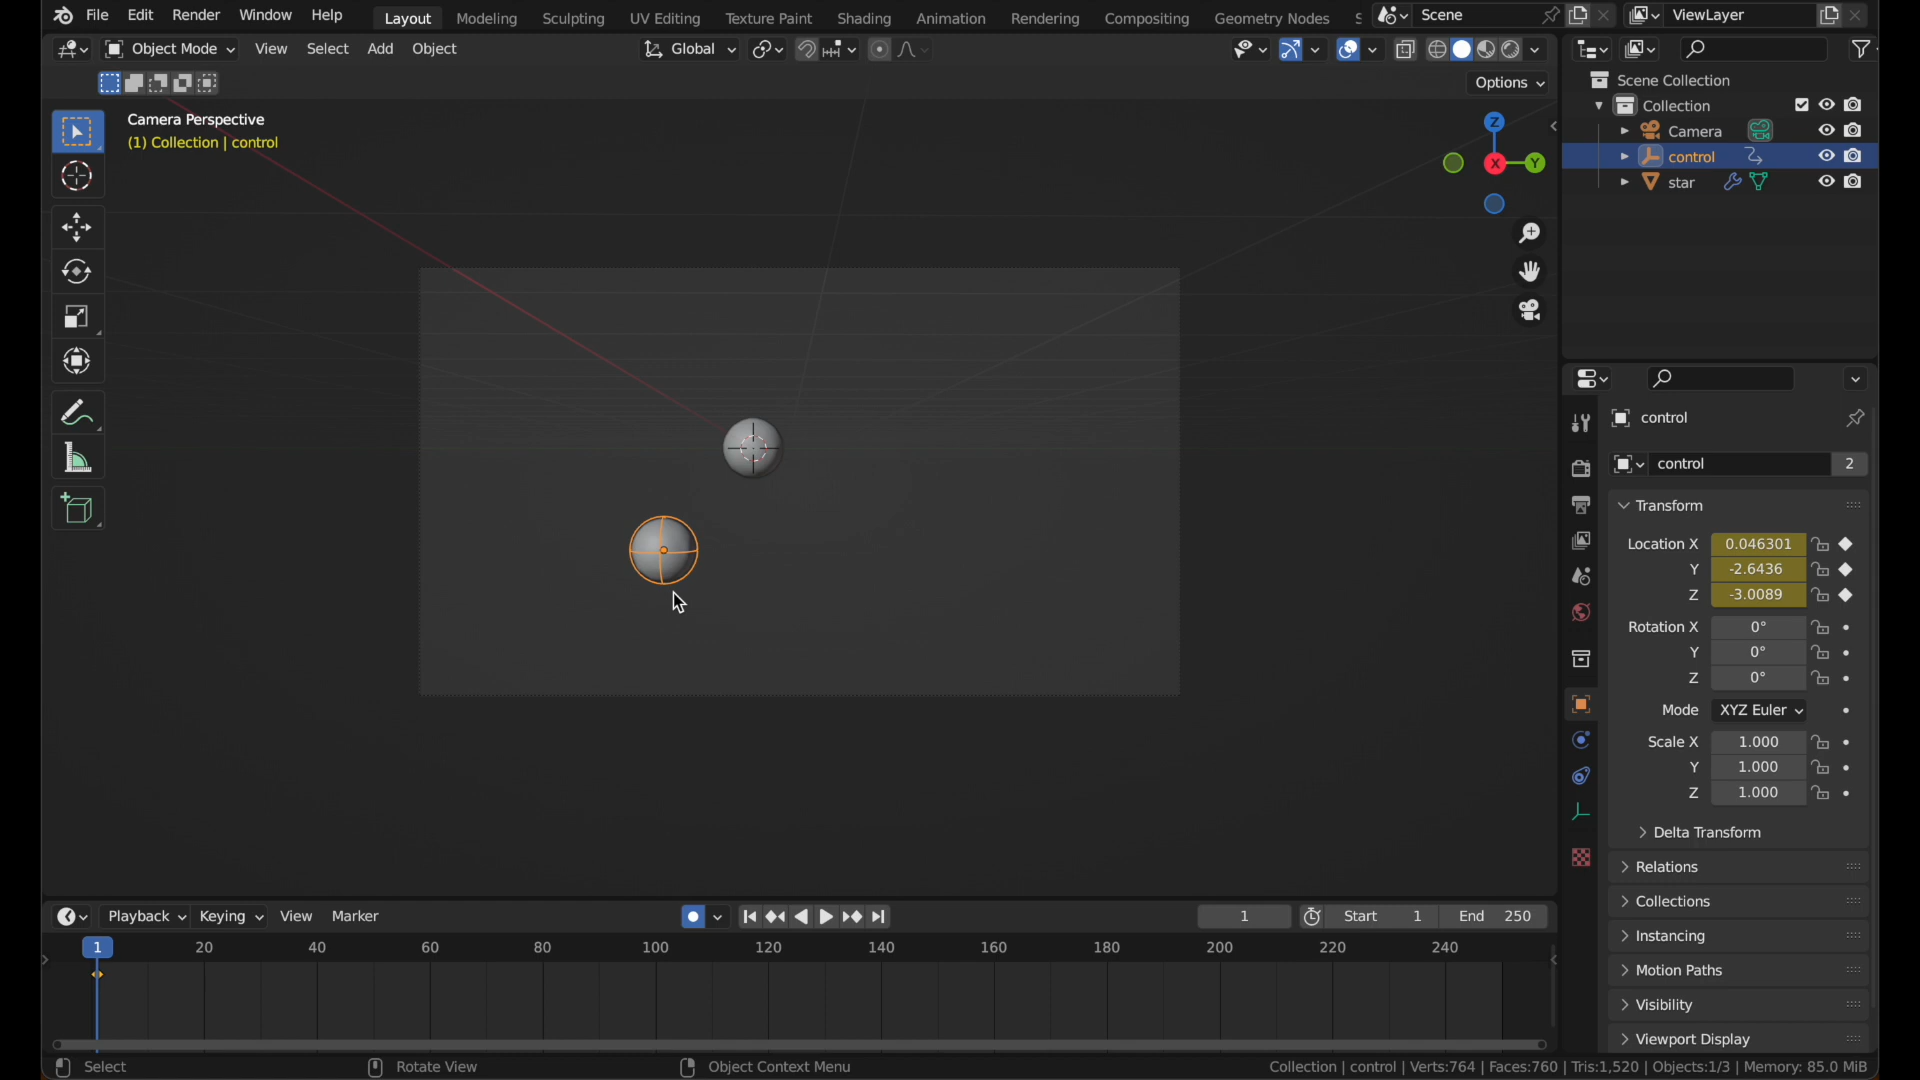 File Edit Render Window Help Layout Modeling Sculpting UV Editing Texture Paint Shading Animation Rendering Compositing Geometry Nodes Scene ViewLayer
Object Mode View Select Add Object Global
Options
Camera Perspective
(1) Collection | control
Z
X
Y
Scene Collection
Collection
Camera
control
star
control
control 2
Transform
Location X 0.046301
Y -2.6436
Z -3.0089
Rotation X 0°
Y 0°
Z 0°
Mode XYZ Euler
Scale X 1.000
Y 1.000
Z 1.000
Delta Transform
Relations
Collections
Instancing
Motion Paths
Visibility
Viewport Display
Playback Keying View Marker 1 Start 1 End 250
1 20 40 60 80 100 120 140 160 180 200 220 240
Select Rotate View Object Context Menu Collection | control | Verts:764 | Faces:760 | Tris:1,520 | Objects:1/3 | Memory: 85.0 MiB